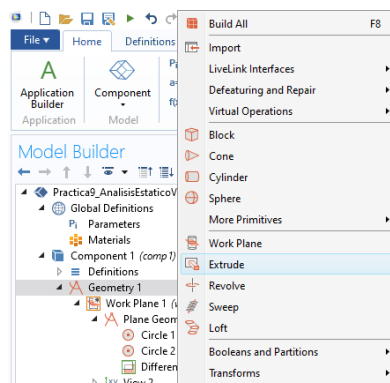 File
Home
Definitions
A
Pi
a=
f(x
Application
Builder
Component
Application
Model
Model Builder
Practica9_AnalisisEstaticoV
Global Definitions
Pi Parameters
Materials
Component 1 (comp1)
Definitions
Geometry 1
Work Plane 1
Plane Geom
Circle 1
Circle 2
Differen
View 2
Build All F8
Import
LiveLink Interfaces
Defeaturing and Repair
Virtual Operations
Block
Cone
Cylinder
Sphere
More Primitives
Work Plane
Extrude
Revolve
Sweep
Loft
Booleans and Partitions
Transforms